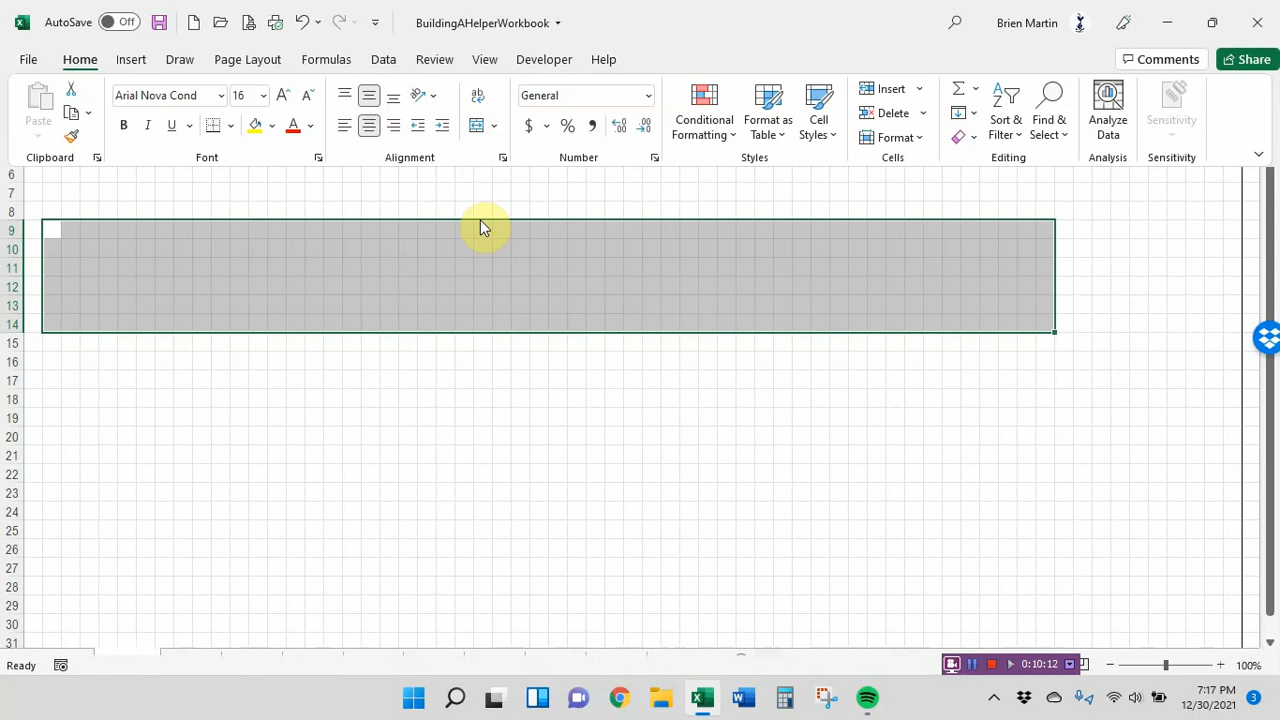 AutoSave Off BuildingAHelperWorkbook Brien Martin
File Home Insert Draw Page Layout Formulas Data Review View Developer Help Comments Share
Paste
Arial Nova Cond 16
B I U A
General
$ % 9
Conditional Formatting
Format as Table
Cell Styles
Insert
Delete
Format
Sort & Filter
Find & Select
Analyze Data
Sensitivity
Clipboard Font Alignment Number Styles Cells Editing Analysis Sensitivity
6
7
8
9
10
11
12
13
14
15
16
17
18
19
20
21
22
23
24
25
26
27
28
29
30
31
Ready 0:10:12 100%
7:17 PM
12/30/2021
3